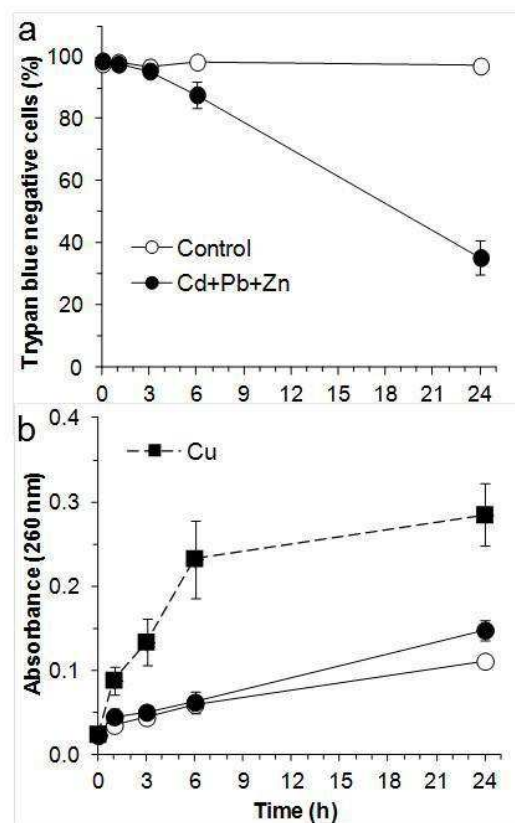 a
Trypan blue negative cells (%)
120
100
80
60
40
20
0
Control
Cd+Pb+Zn
0 3 6 9 12 15 18 21 24
b
Absorbance (260 nm)
0.4
0.3
0.2
0.1
0.0
Cu
0 3 6 9 12 15 18 21 24
Time (h)